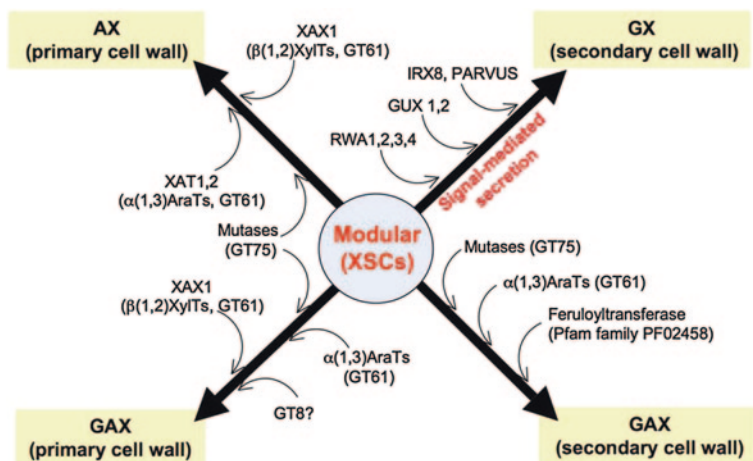 AX
(primary cell wall)
XAX1
(β(1,2)XylTs, GT61)
GX
(secondary cell wall)
IRX8, PARVUS
GUX 1,2
RWA1,2,3,4
Signal-mediated
secretion
XAT1,2
(α(1,3)AraTs, GT61)
Mutases
(GT75)
Modular
(XSCs)
Mutases (GT75)
α(1,3)AraTs (GT61)
Feruloyltransferase
(Pfam family PF02458)
XAX1
(β(1,2)XylTs, GT61)
α(1,3)AraTs
(GT61)
GT8?
GAX
(primary cell wall)
GAX
(secondary cell wall)